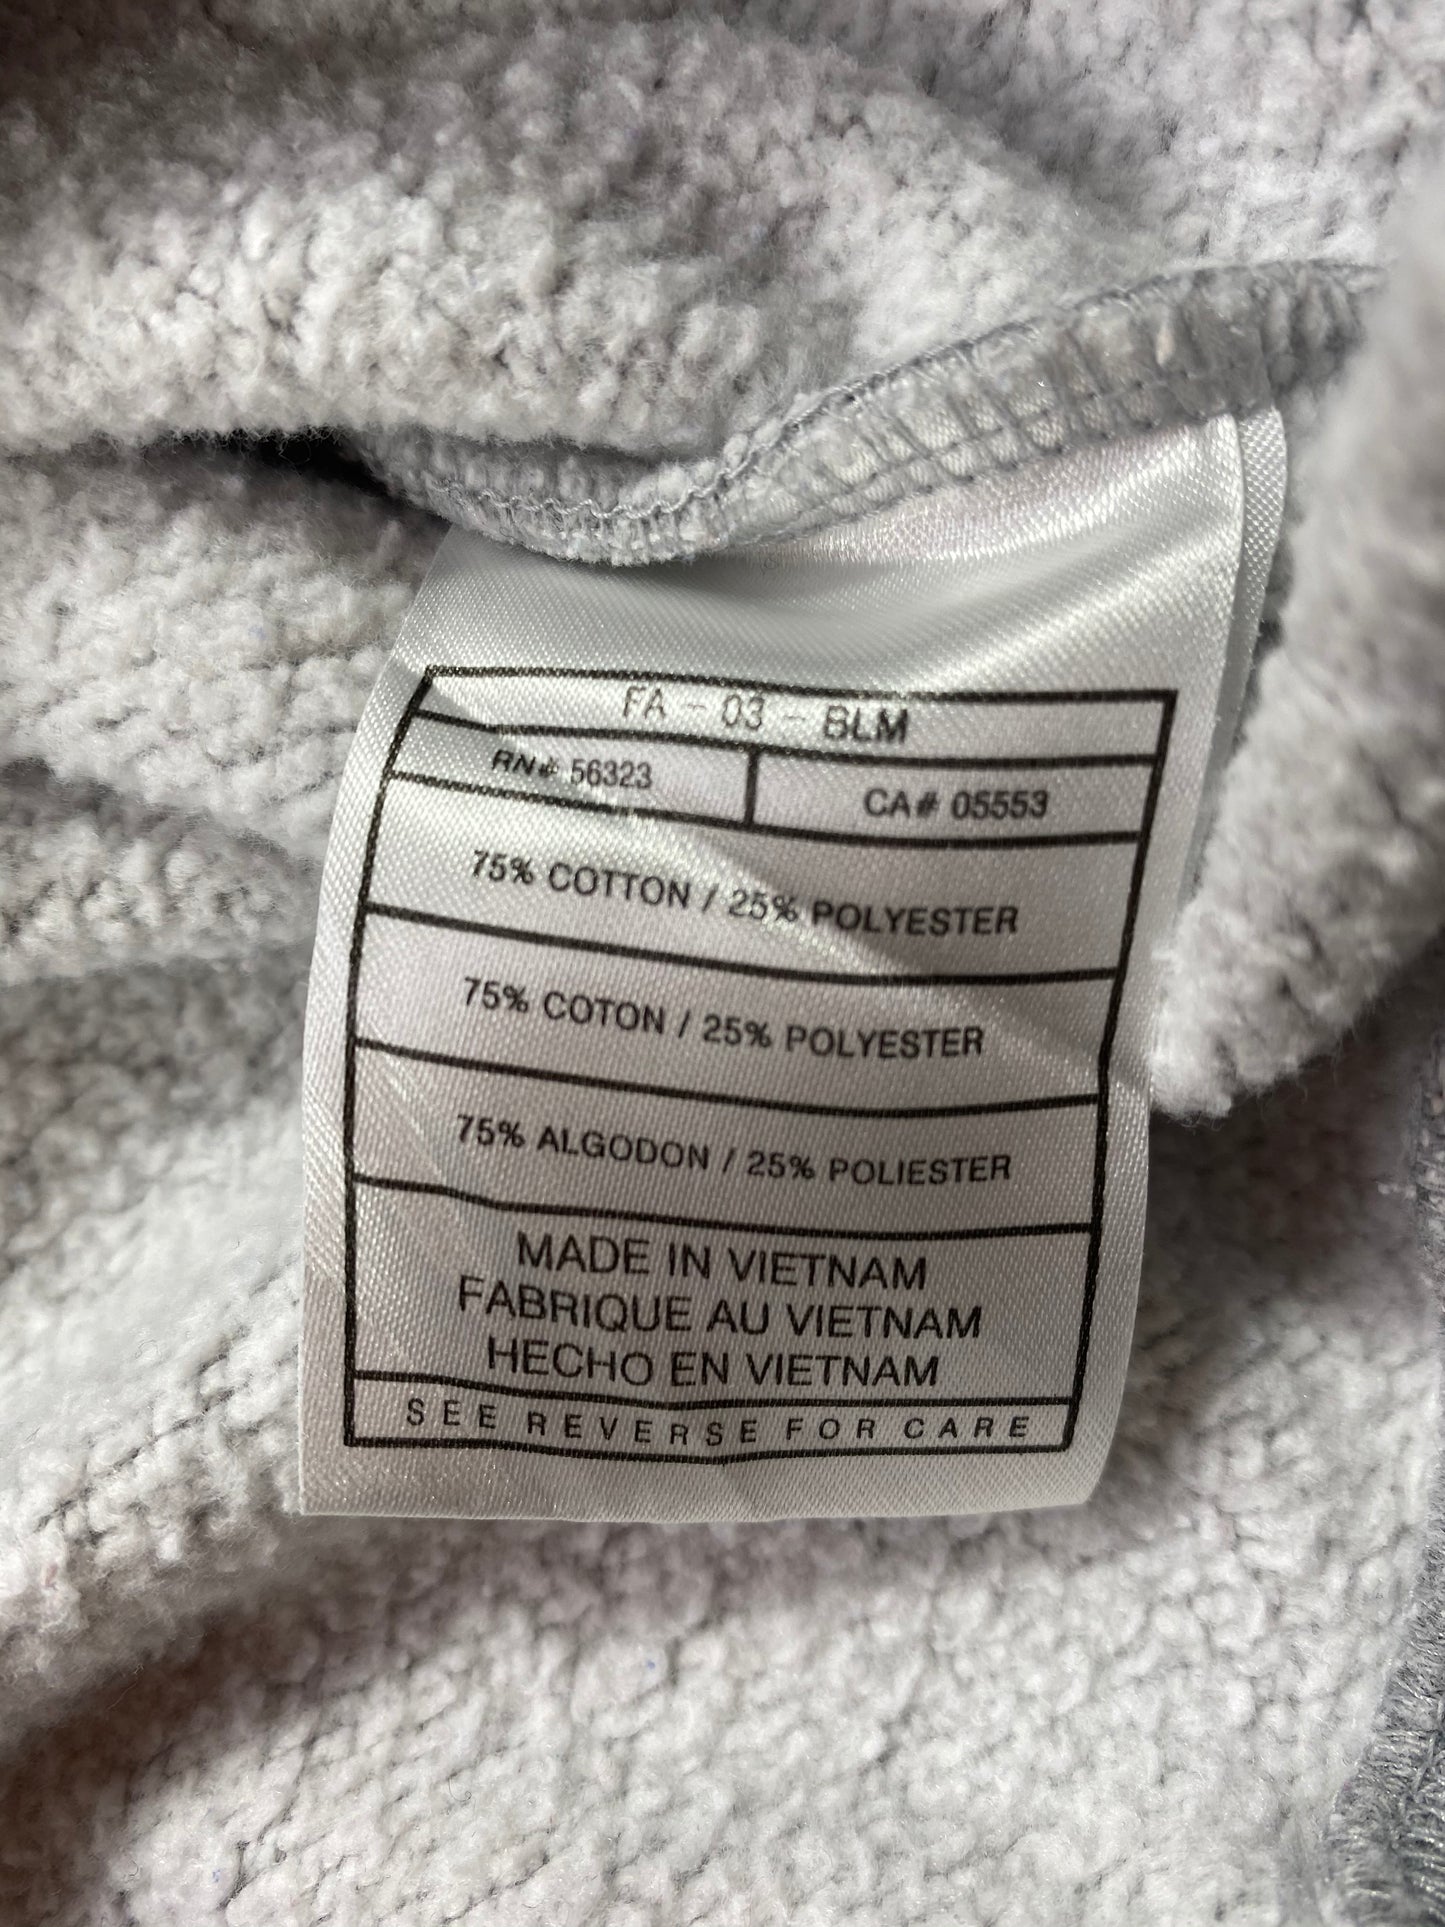 FA - 03 - BLM
RN# 56323
CA# 05553
75% COTTON / 25% POLYESTER
75% COTON / 25% POLYESTER
75% ALGODON / 25% POLIESTER
MADE IN VIETNAM
FABRIQUE AU VIETNAM
HECHO EN VIETNAM
SEE REVERSE FOR CARE